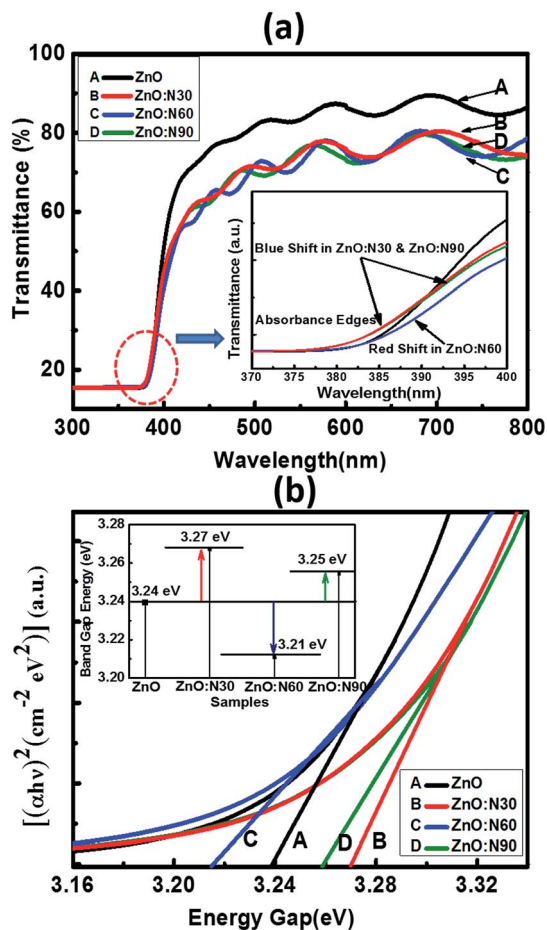 (a)
A ZnO
B ZnO:N30
C ZnO:N60
D ZnO:N90
100
80
60
40
20
Transmittance (%)
A
B
D
C
Transmittance (a.u.)
Blue Shift in ZnO:N30 & ZnO:N90
Absorbance Edges
Red Shift in ZnO:N60
370 375 380 385 390 395 400
Wavelength(nm)
300 400 500 600 700 800
Wavelength(nm)
(b)
[(αhν)² (cm⁻² eV²)] (a.u.)
Band Gap Energy (eV)
3.28
3.26
3.24
3.22
3.20
3.27 eV
3.25 eV
3.24 eV
3.21 eV
ZnO ZnO:N30 ZnO:N60 ZnO:N90
Samples
A ZnO
B ZnO:N30
C ZnO:N60
D ZnO:N90
C A D B
3.16 3.20 3.24 3.28 3.32
Energy Gap(eV)